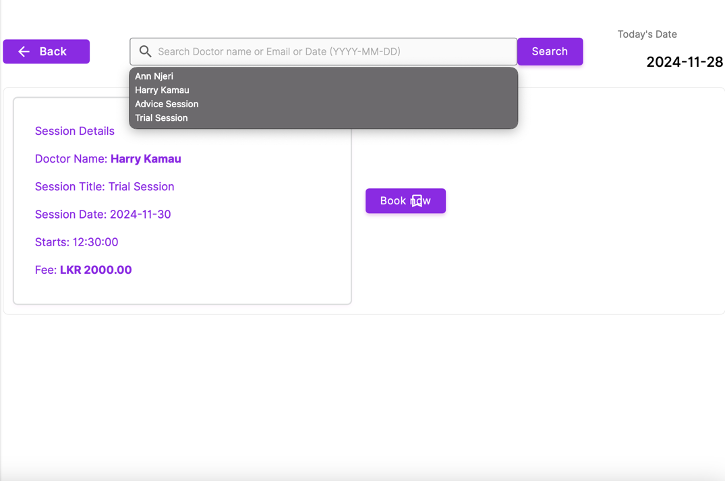 Today's Date
Back
Search Doctor name or Email or Date (YYYY-MM-DD)
Search
2024-11-28
Ann Njeri
Harry Kamau
Advice Session
Trial Session
Session Details
Doctor Name: Harry Kamau
Session Title: Trial Session
Session Date: 2024-11-30
Book now
Starts: 12:30:00
Fee: LKR 2000.00